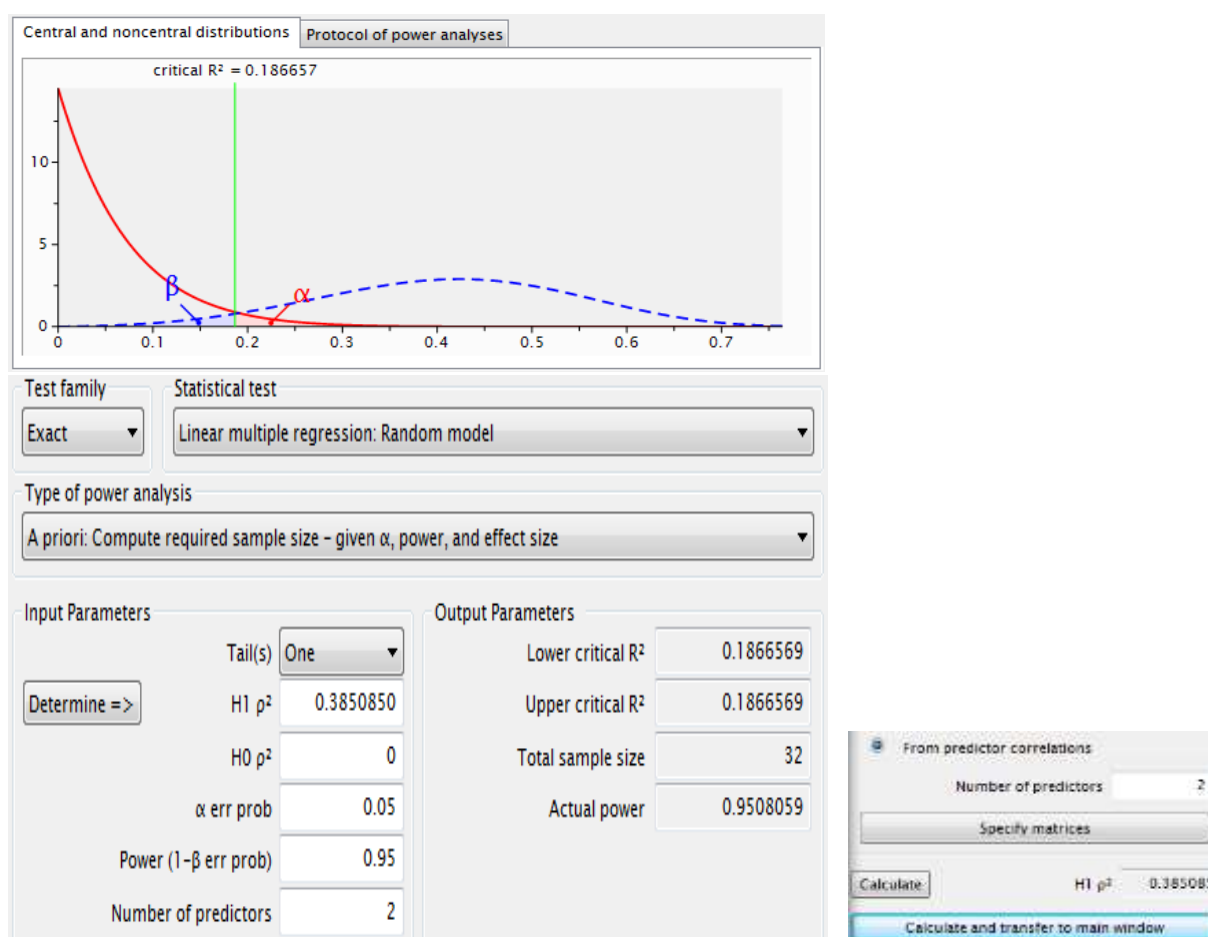 Central and noncentral distributions Protocol of power analyses
critical R² = 0.186657
10
5
0
β α
0 0.1 0.2 0.3 0.4 0.5 0.6 0.7
Test family Statistical test
Exact Linear multiple regression: Random model
Type of power analysis
A priori: Compute required sample size – given α, power, and effect size
Input Parameters
Tail(s) One
Determine => H1 ρ² 0.3850850
H0 ρ² 0
α err prob 0.05
Power (1-β err prob) 0.95
Number of predictors 2
Output Parameters
Lower critical R² 0.1866569
Upper critical R² 0.1866569
Total sample size 32
Actual power 0.9508059
From predictor correlations
Number of predictors 2
Specify matrices
Calculate H1 ρ² 0.385085
Calculate and transfer to main window